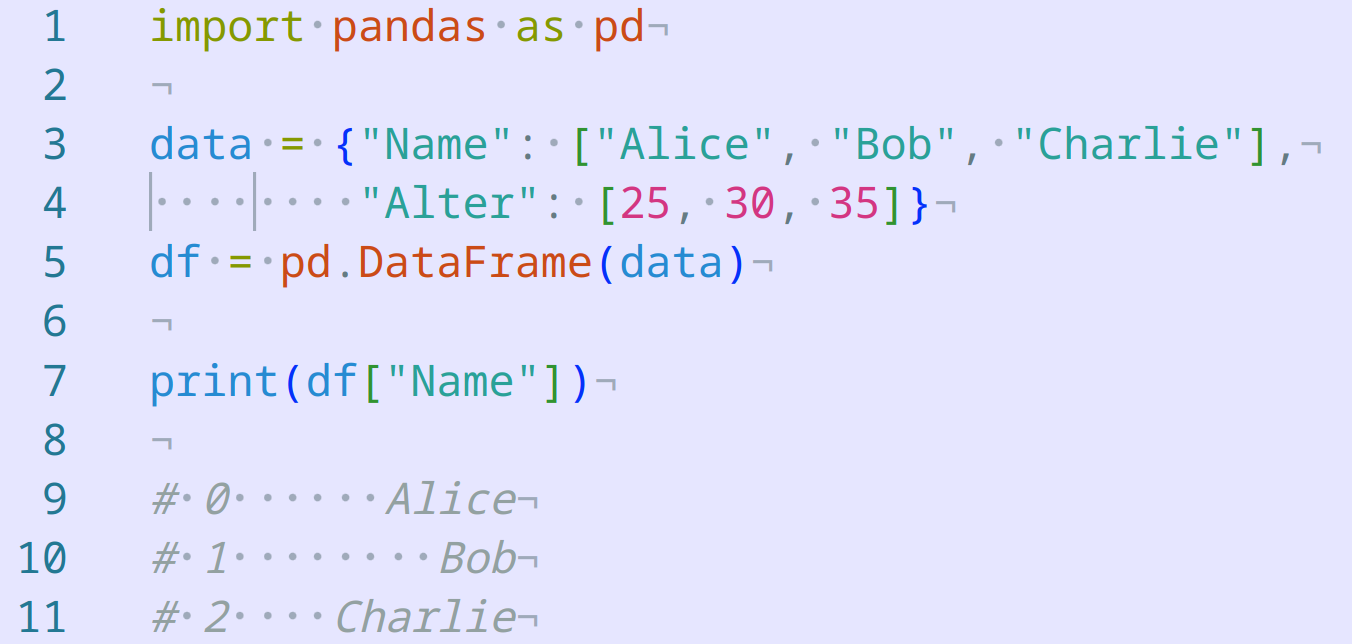 1 import pandas as pd
2
3 data = {"Name": ["Alice", "Bob", "Charlie"],
4         "Alter": [25, 30, 35]}
5 df = pd.DataFrame(data)
6
7 print(df["Name"])
8
9 # 0      Alice
10 # 1        Bob
11 # 2    Charlie